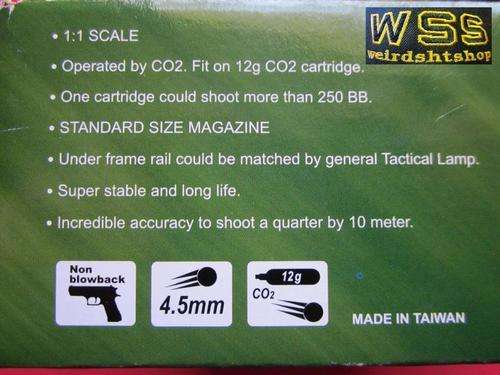 WSs
weirdshtshop
• 1:1 SCALE
• Operated by CO2. Fit on 12g CO2 cartridge.
• One cartridge could shoot more than 250 BB.
• STANDARD SIZE MAGAZINE
• Under frame rail could be matched by general Tactical Lamp.
• Super stable and long life.
• Incredible accuracy to shoot a quarter by 10 meter.
Non
blowback
4.5mm
12g
CO2
MADE IN TAIWAN